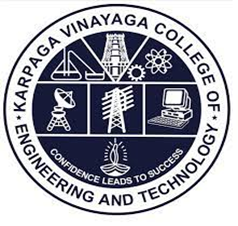 KARPAGA VINAYAGA COLLEGE OF
ENGINEERING AND TECHNOLOGY
CONFIDENCE LEADS TO SUCCESS